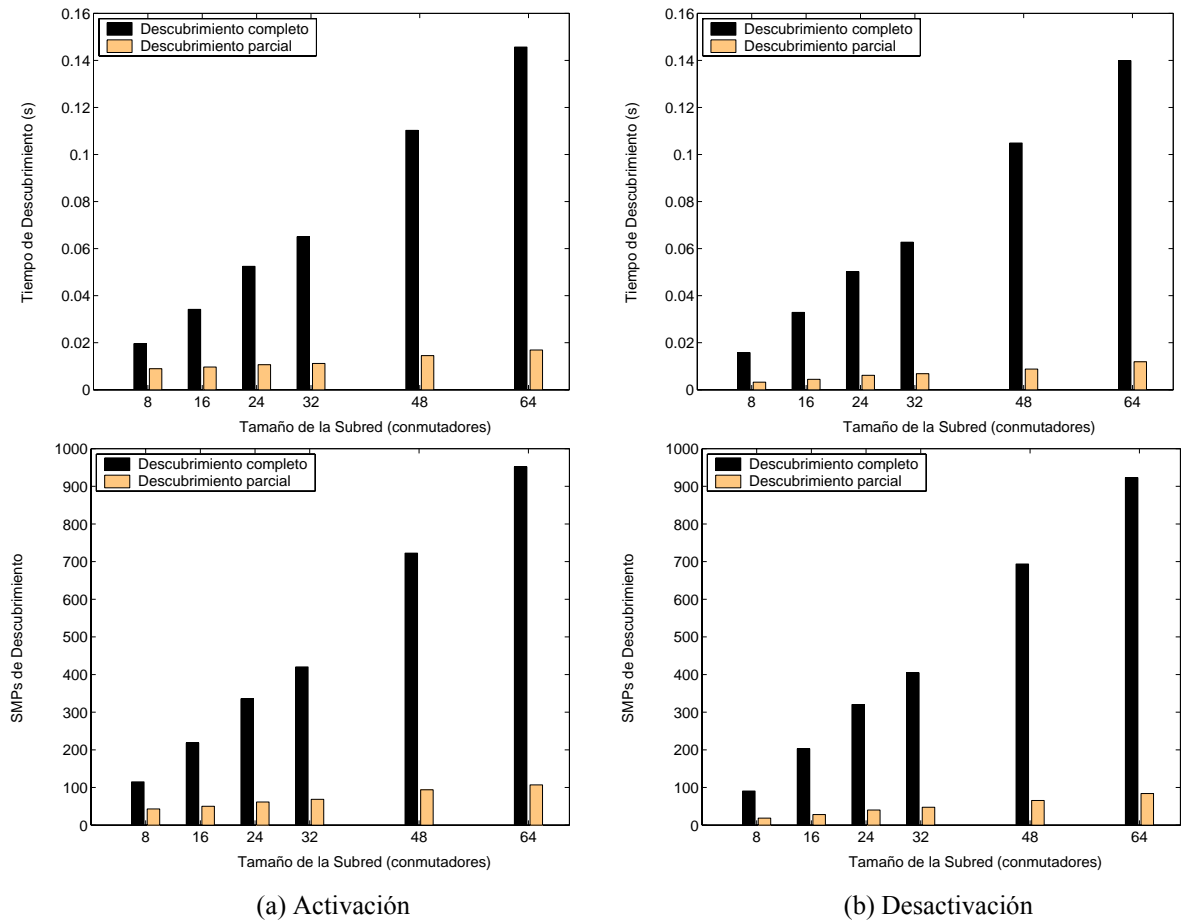 0.16
0.14
0.12
0.1
0.08
0.06
0.04
0.02
0
Tiempo de Descubrimiento (s)
Descubrimiento completo
Descubrimiento parcial
8 16 24 32 48 64
Tamaño de la Subred (conmutadores)
0.16
0.14
0.12
0.1
0.08
0.06
0.04
0.02
0
Tiempo de Descubrimiento (s)
Descubrimiento completo
Descubrimiento parcial
8 16 24 32 48 64
Tamaño de la Subred (conmutadores)
1000
900
800
700
600
500
400
300
200
100
0
SMPs de Descubrimiento
Descubrimiento completo
Descubrimiento parcial
8 16 24 32 48 64
Tamaño de la Subred (conmutadores)
1000
900
800
700
600
500
400
300
200
100
0
SMPs de Descubrimiento
Descubrimiento completo
Descubrimiento parcial
8 16 24 32 48 64
Tamaño de la Subred (conmutadores)
(a) Activación
(b) Desactivación